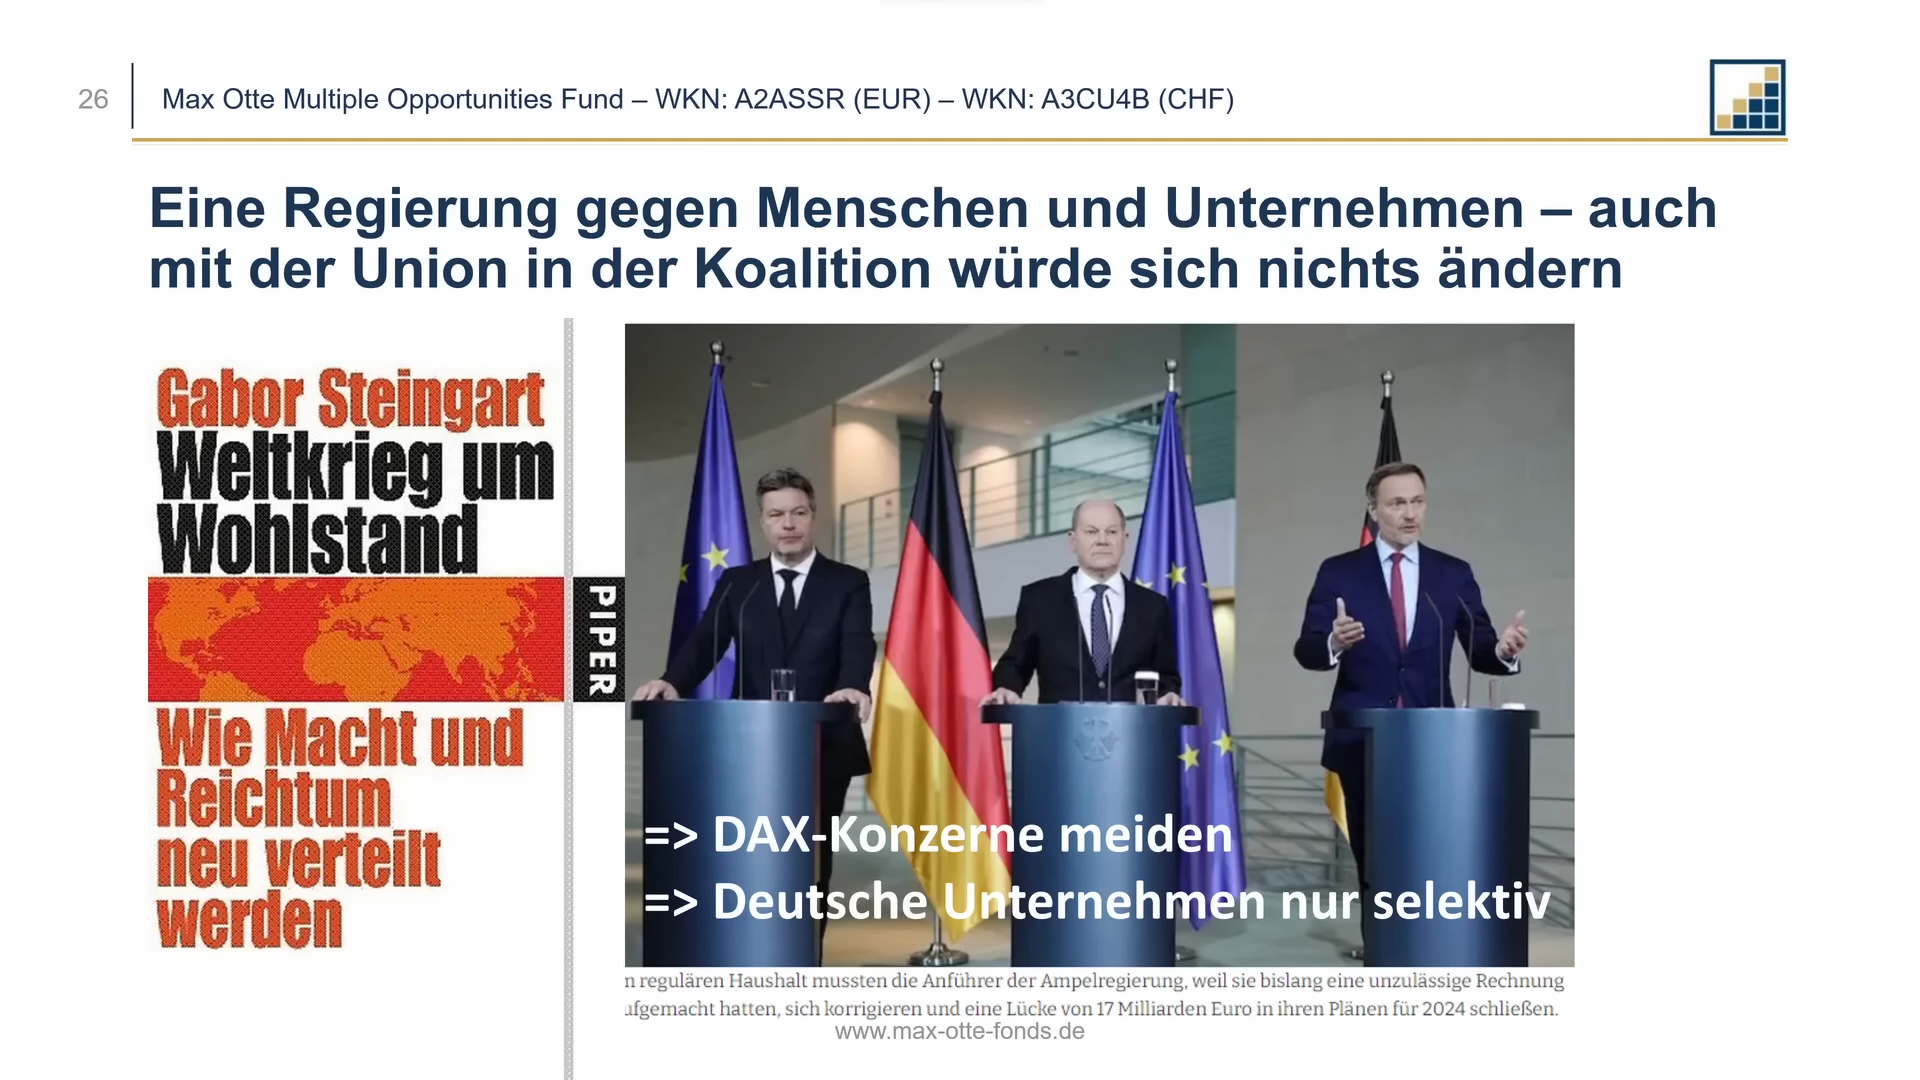 26
Max Otte Multiple Opportunities Fund – WKN: A2ASSR (EUR) – WKN: A3CU4B (CHF)
Eine Regierung gegen Menschen und Unternehmen – auch
mit der Union in der Koalition würde sich nichts ändern
Gabor Steingart
Weltkrieg um
Wohlstand
PIPER
Wie Macht und
Reichtum
neu verteilt
werden
=> DAX-Konzerne meiden
=> Deutsche Unternehmen nur selektiv
n regulären Haushalt mussten die Anführer der Ampelregierung, weil sie bislang eine unzulässige Rechnung
ufgemacht hatten, sich korrigieren und eine Lücke von 17 Milliarden Euro in ihren Plänen für 2024 schließen.
www.max-otte-fonds.de